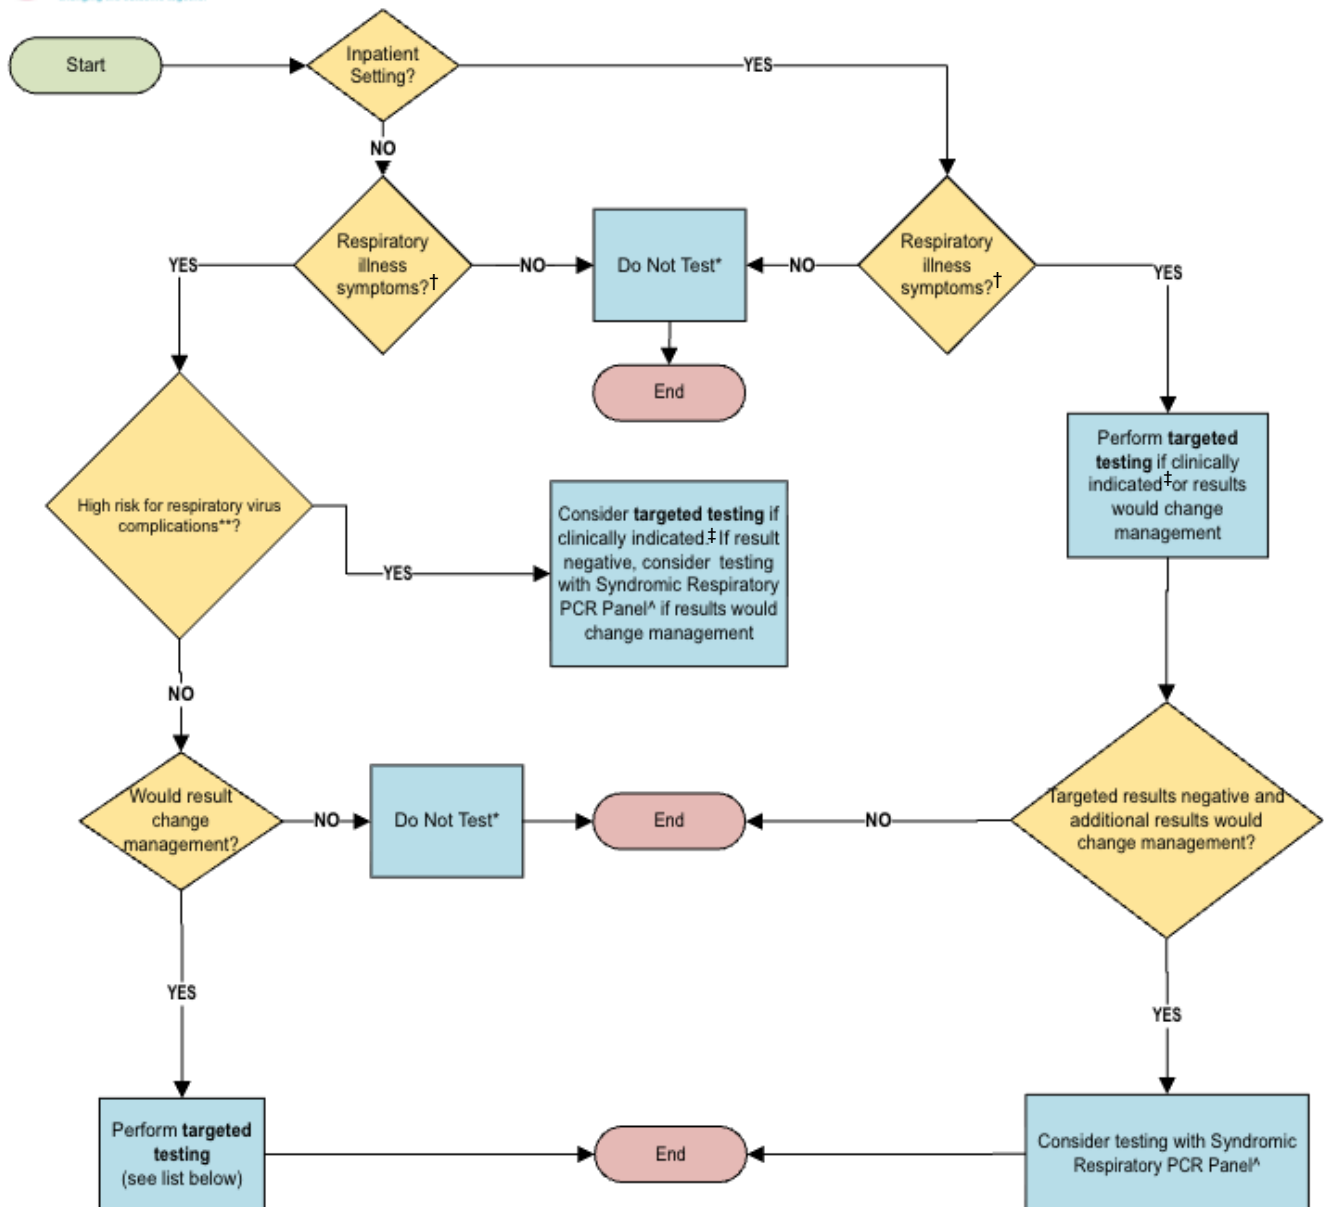 Start
Inpatient
Setting?
YES
NO
Respiratory
illness
symptoms?†
YES
NO
Do Not Test*
NO
Respiratory
illness
symptoms?†
YES
End
High risk for respiratory virus
complications**?
YES
Consider targeted testing if
clinically indicated.‡ If result
negative, consider testing
with Syndromic Respiratory
PCR Panel^ if results would
change management
Perform targeted
testing if clinically
indicated‡or results
would change
management
NO
Would result
change
management?
NO
Do Not Test*
End
NO
Targeted results negative and
additional results would
change management?
YES
YES
Perform targeted
testing
(see list below)
End
Consider testing with Syndromic
Respiratory PCR Panel^